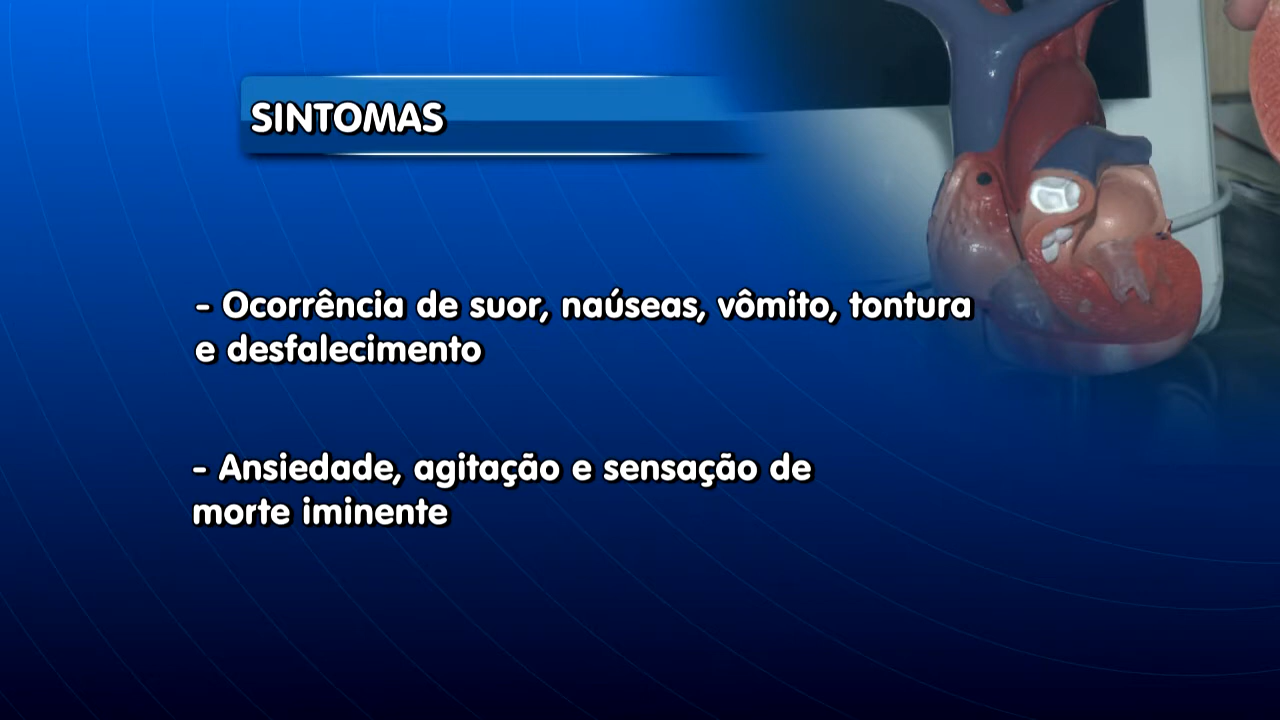 SINTOMAS
- Ocorrência de suor, naúseas, vômito, tontura
e desfalecimento
- Ansiedade, agitação e sensação de
morte iminente